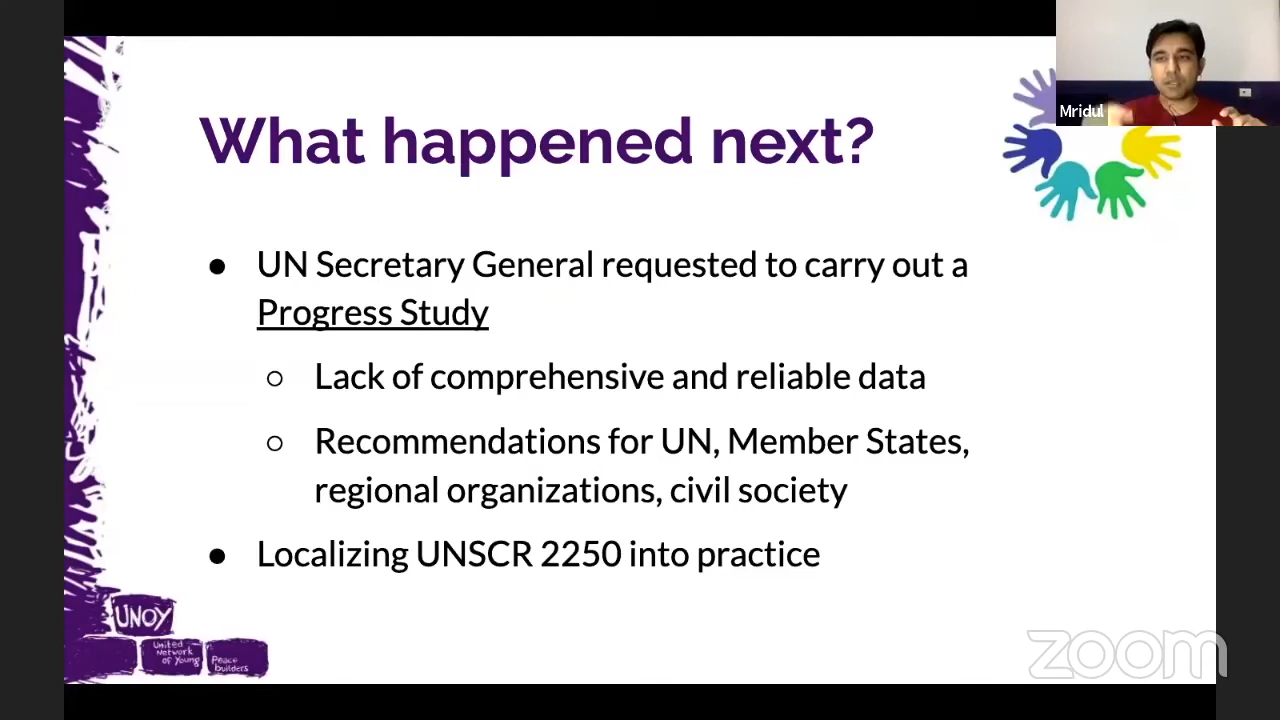 Mridul
What happened next?
● UN Secretary General requested to carry out a
Progress Study
○ Lack of comprehensive and reliable data
○ Recommendations for UN, Member States,
regional organizations, civil society
● Localizing UNSCR 2250 into practice
UNOY
United
Network
of Young
Peace
builders
zoom